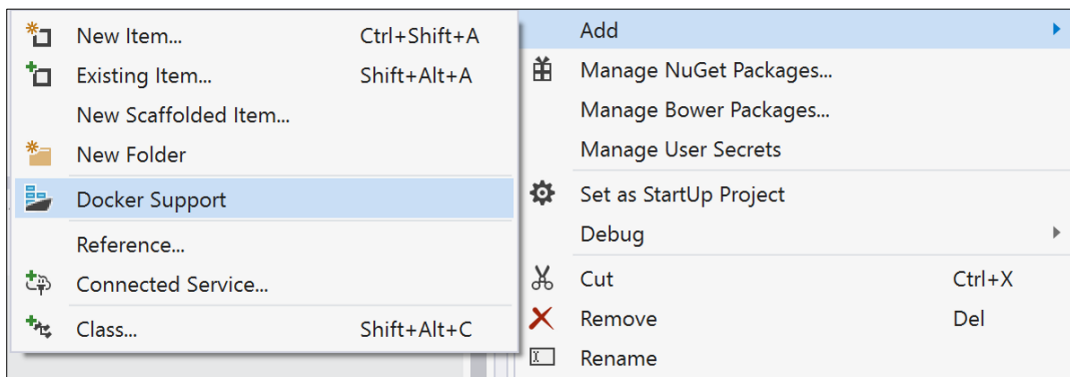 New Item... Ctrl+Shift+A
Existing Item... Shift+Alt+A
New Scaffolded Item...
New Folder
Docker Support
Reference...
Connected Service...
Class... Shift+Alt+C
Add
Manage NuGet Packages...
Manage Bower Packages...
Manage User Secrets
Set as StartUp Project
Debug
Cut Ctrl+X
Remove Del
Rename